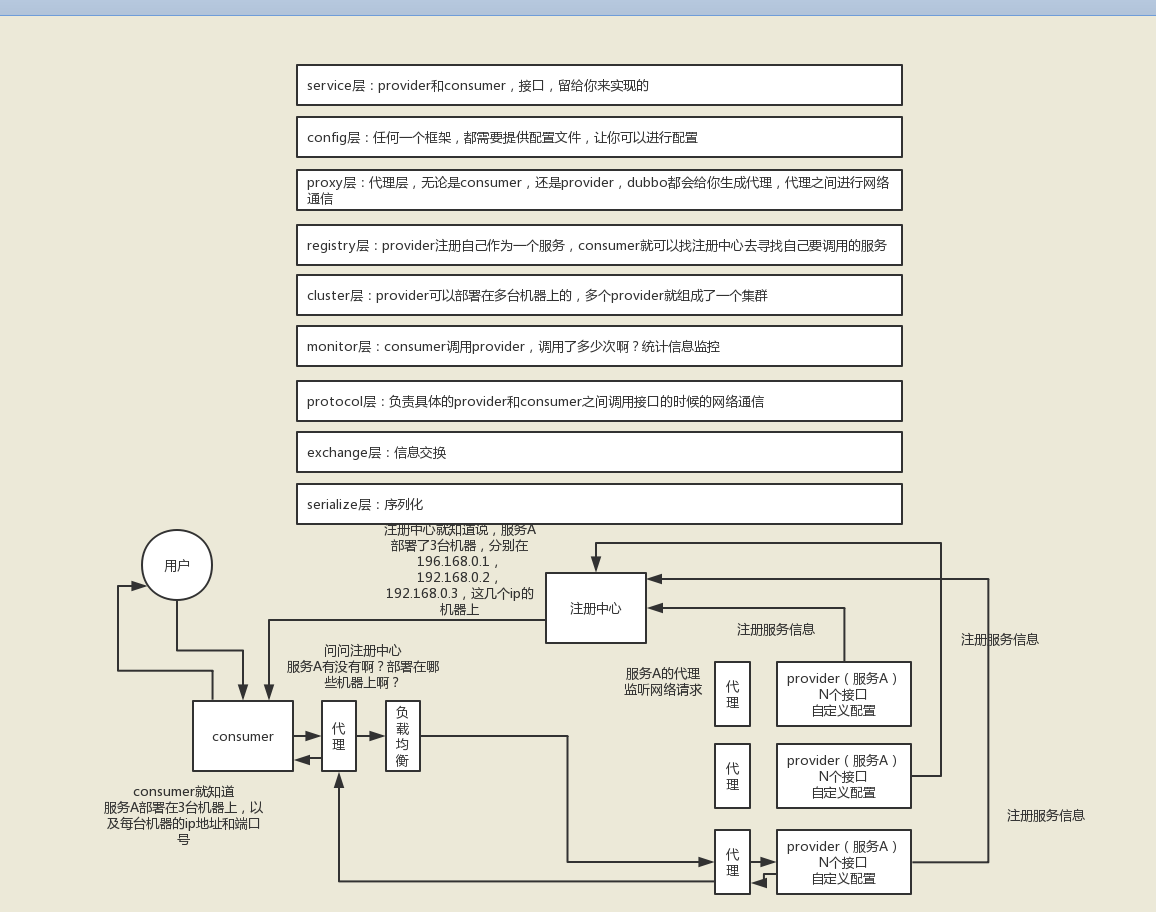 service层：provider和consumer，接口，留给你来实现的
config层：任何一个框架，都需要提供配置文件，让你可以进行配置
proxy层：代理层，无论是consumer，还是provider，dubbo都会给你生成代理，代理之间进行网络
通信
registry层：provider注册自己作为一个服务，consumer就可以找注册中心去寻找自己要调用的服务
cluster层：provider可以部署在多台机器上的，多个provider就组成了一个集群
monitor层：consumer调用provider，调用了多少次啊？统计信息监控
protocol层：负责具体的provider和consumer之间调用接口的时候的网络通信
exchange层：信息交换
serialize层：序列化
注册中心就知道说，服务A
部署了3台机器，分别在
196.168.0.1，
192.168.0.2，
192.168.0.3，这几个ip的
机器上
用户
注册中心
注册服务信息
注册服务信息
问问注册中心
服务A有没有啊？部署在哪
些机器上啊？
服务A的代理
监听网络请求
代
理
provider（服务A）
N个接口
自定义配置
consumer
代
理
负
载
均
衡
代
理
provider（服务A）
N个接口
自定义配置
consumer就知道
服务A部署在3台机器上，以
及每台机器的ip地址和端口
号
注册服务信息
代
理
provider（服务A）
N个接口
自定义配置